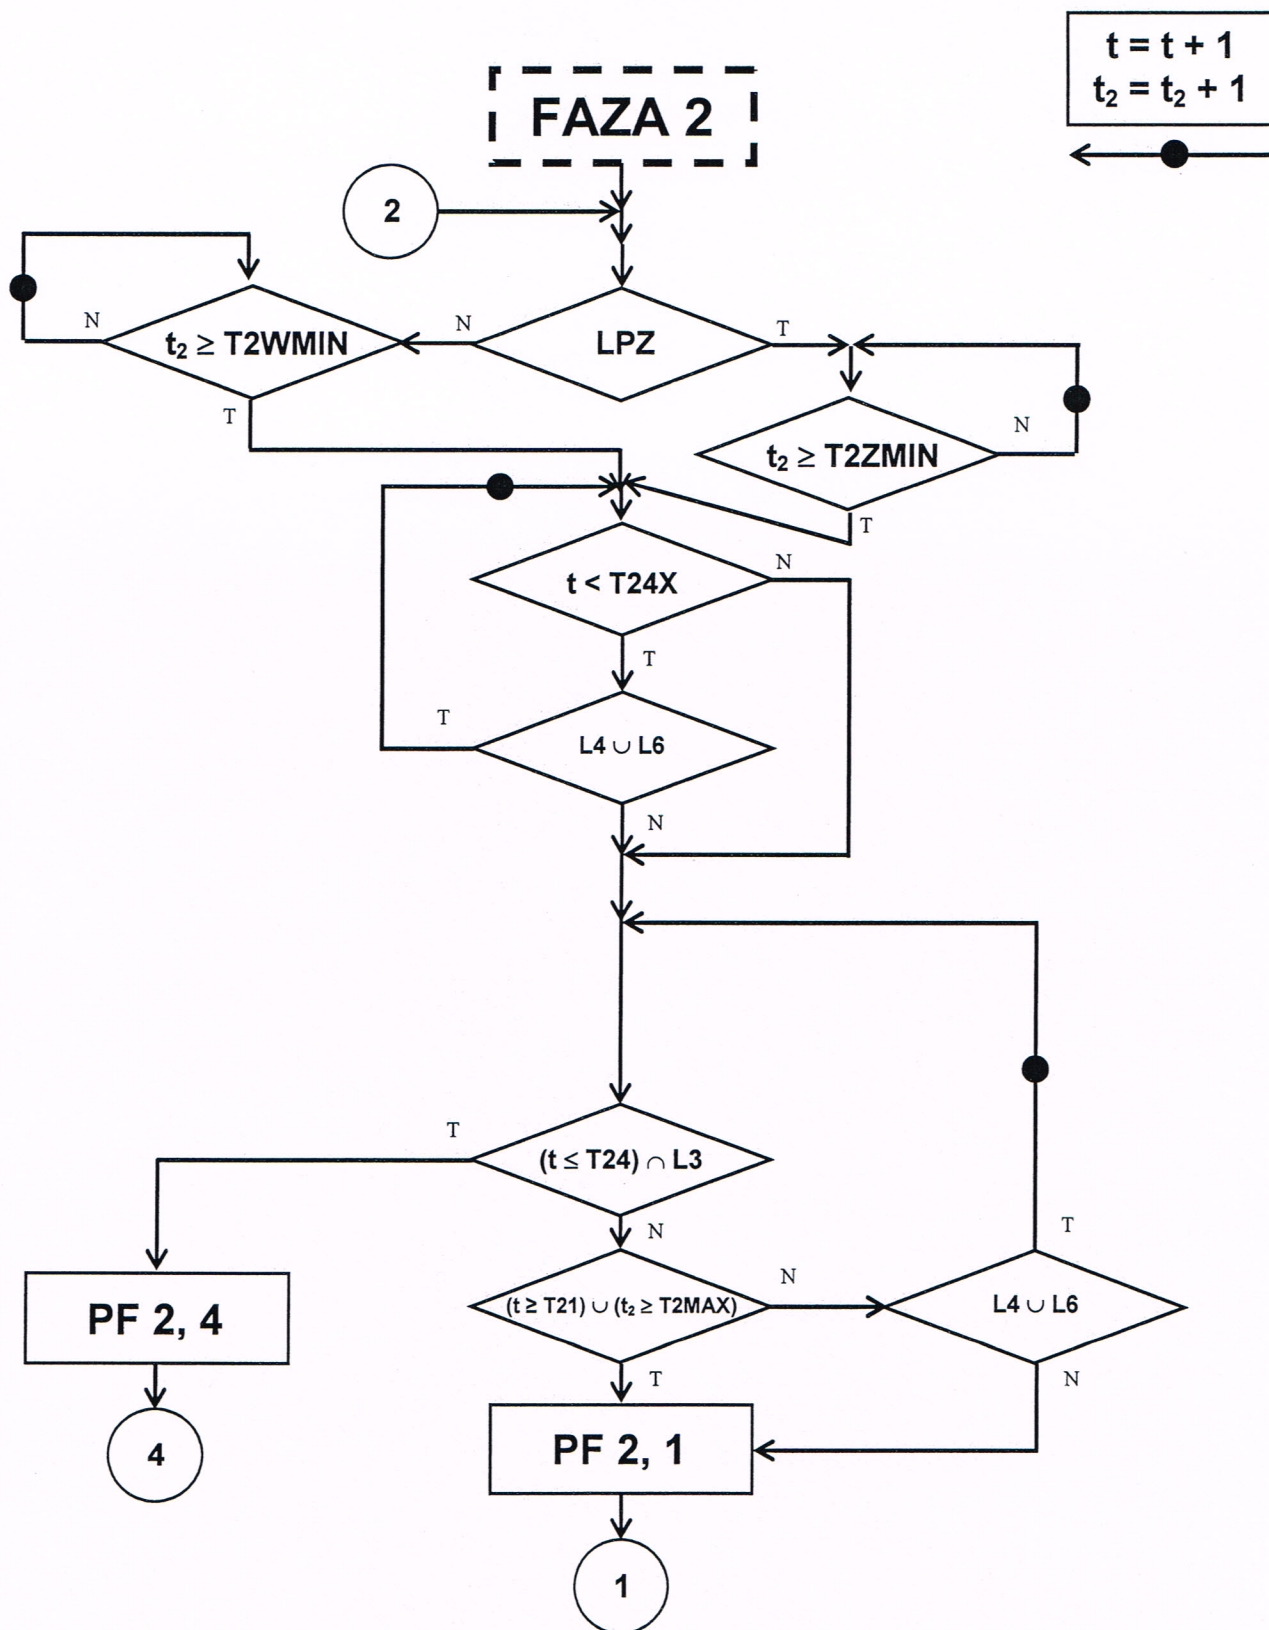 t = t + 1
t₂ = t₂ + 1
FAZA 2
2
N
t₂ ≥ T2WMIN
N
LPZ
T
T
t₂ ≥ T2ZMIN
N
T
t < T24X
N
T
T
L4 ∪ L6
N
T
(t ≤ T24) ∩ L3
N
(t ≥ T21) ∪ (t₂ ≥ T2MAX)
N
T
L4 ∪ L6
T
N
PF 2, 4
PF 2, 1
4
1